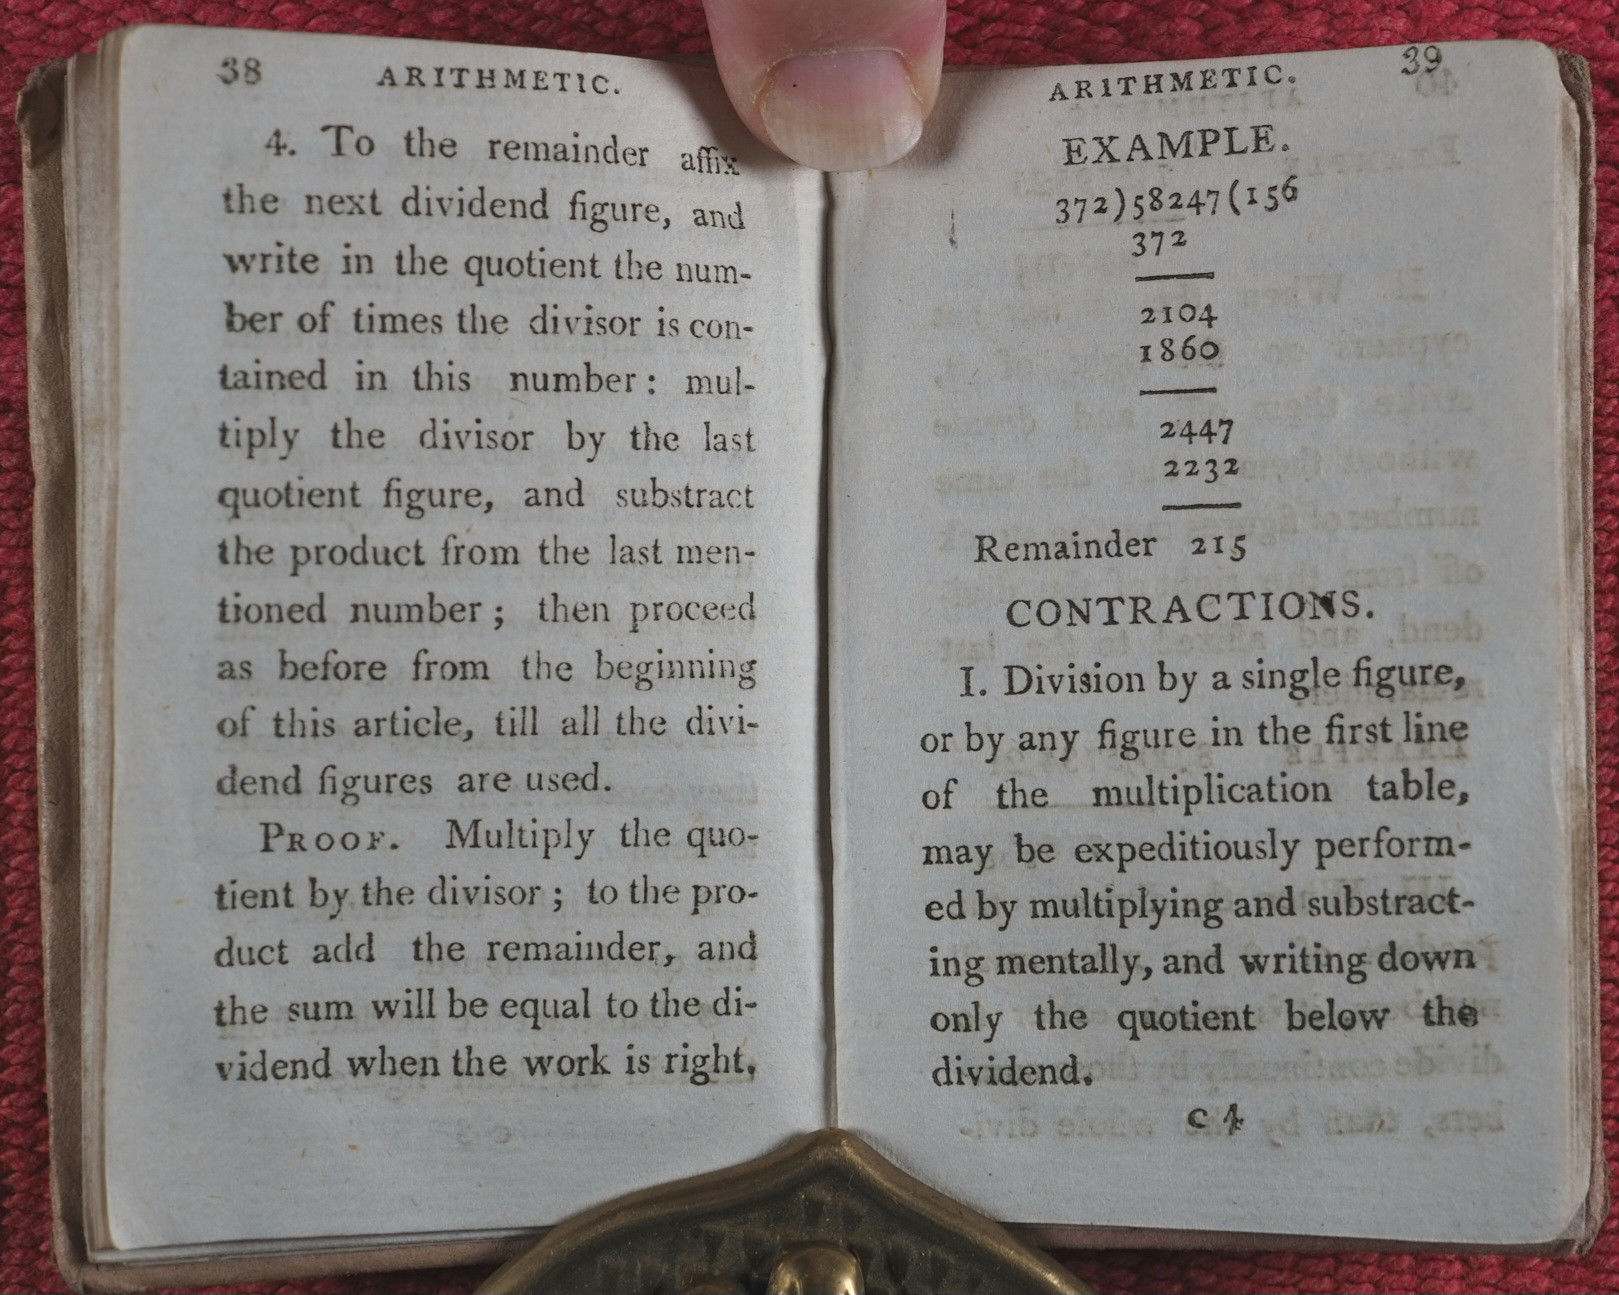 38 ARITHMETIC.
4. To the remainder affix
the next dividend figure, and
write in the quotient the num-
ber of times the divisor is con-
tained in this number: mul-
tiply the divisor by the last
quotient figure, and substract
the product from the last men-
tioned number; then proceed
as before from the beginning
of this article, till all the divi-
dend figures are used.
PROOF. Multiply the quo-
tient by the divisor; to the pro-
duct add the remainder, and
the sum will be equal to the di-
vidend when the work is right.
ARITHMETIC. 39
EXAMPLE.
372)58247(156
372
2104
1860
2447
2232
Remainder 215
CONTRACTIONS.
I. Division by a single figure,
or by any figure in the first line
of the multiplication table,
may be expeditiously perform-
ed by multiplying and substract-
ing mentally, and writing down
only the quotient below the
dividend.
C 4